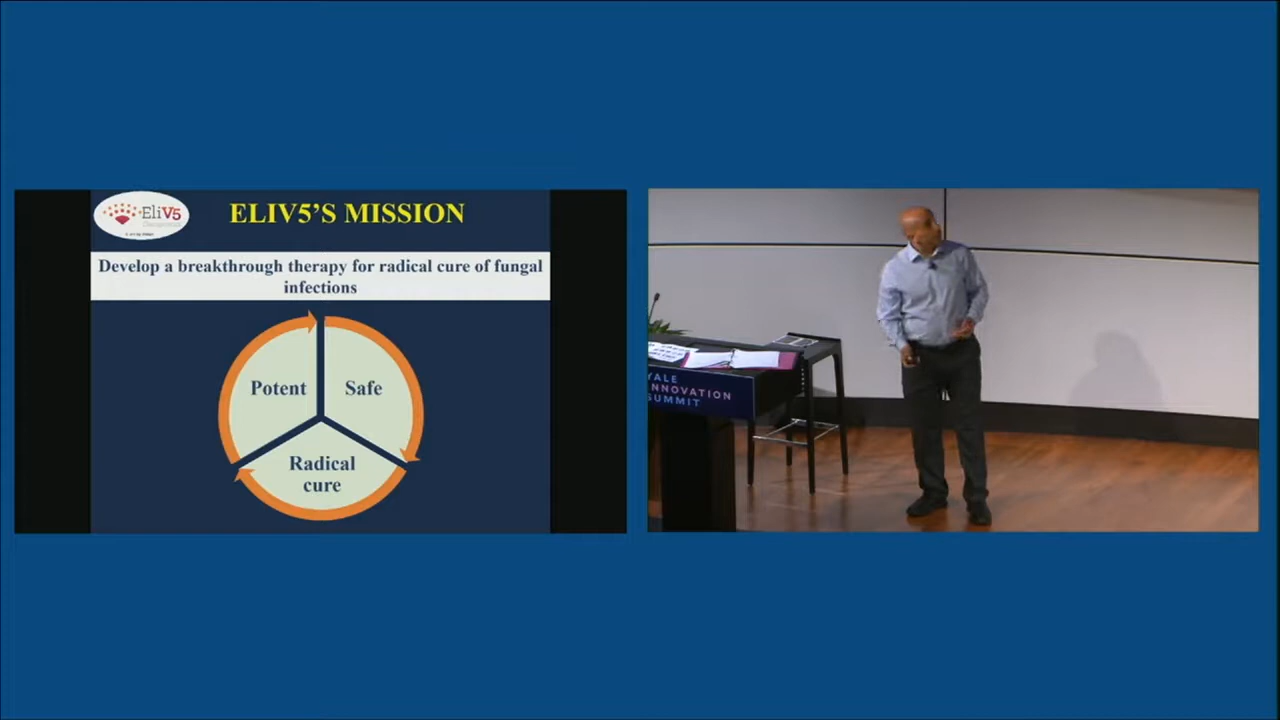 EliV5
ELIV5'S MISSION
Develop a breakthrough therapy for radical cure of fungal
infections
Potent
Safe
Radical
cure
YALE
INNOVATION
SUMMIT